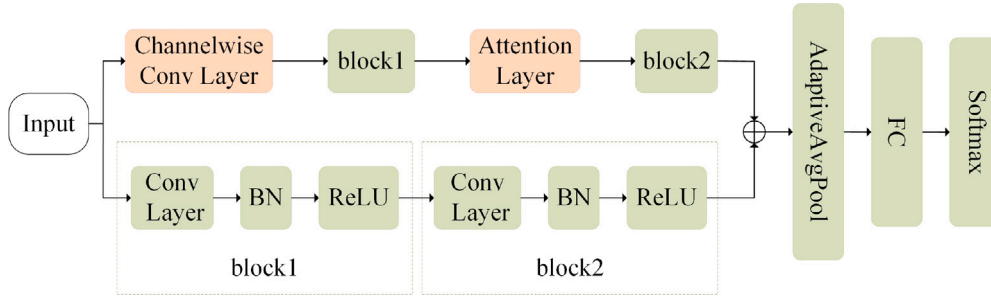 Channelwise
Conv Layer
block1
Attention
Layer
block2
Input
Conv
Layer
BN
ReLU
block1
Conv
Layer
BN
ReLU
block2
AdaptiveAvgPool
FC
Softmax